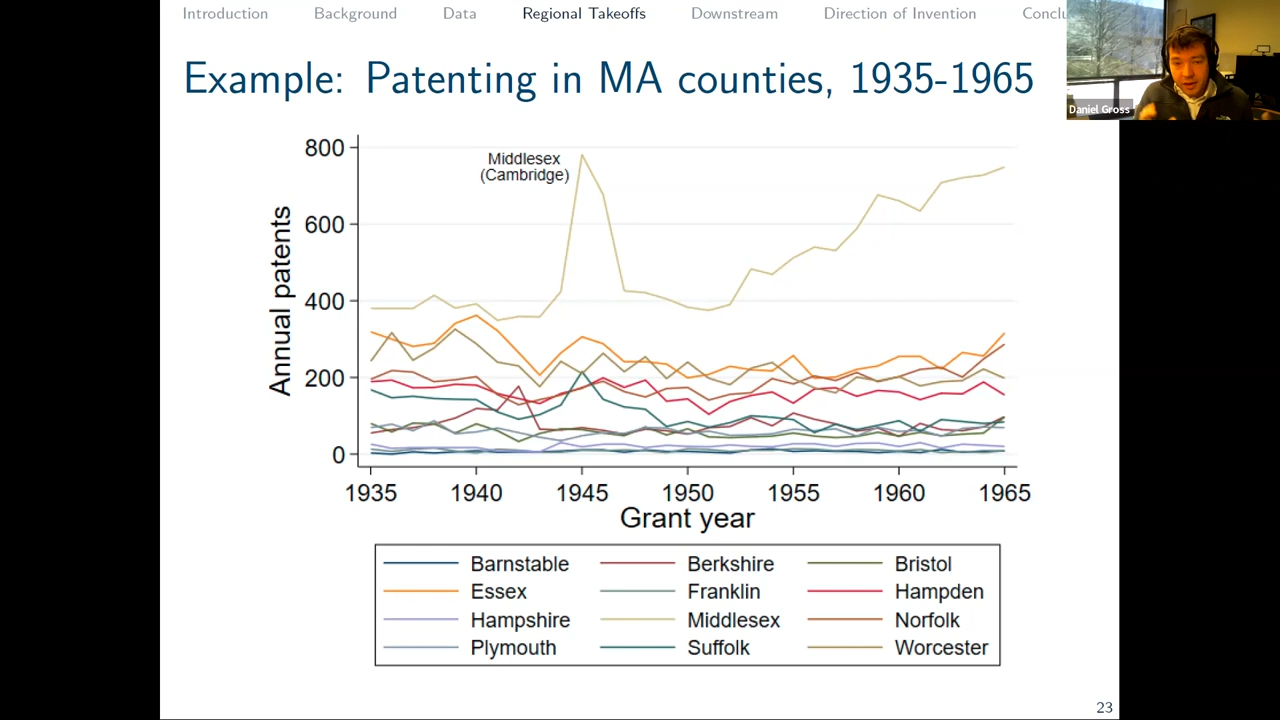 Introduction Background Data Regional Takeoffs Downstream Direction of Invention Conclu
Example: Patenting in MA counties, 1935-1965
Daniel Gross
Middlesex
(Cambridge)
Annual patents
800
600
400
200
0
1935 1940 1945 1950 1955 1960 1965
Grant year
Barnstable Berkshire Bristol
Essex Franklin Hampden
Hampshire Middlesex Norfolk
Plymouth Suffolk Worcester
23